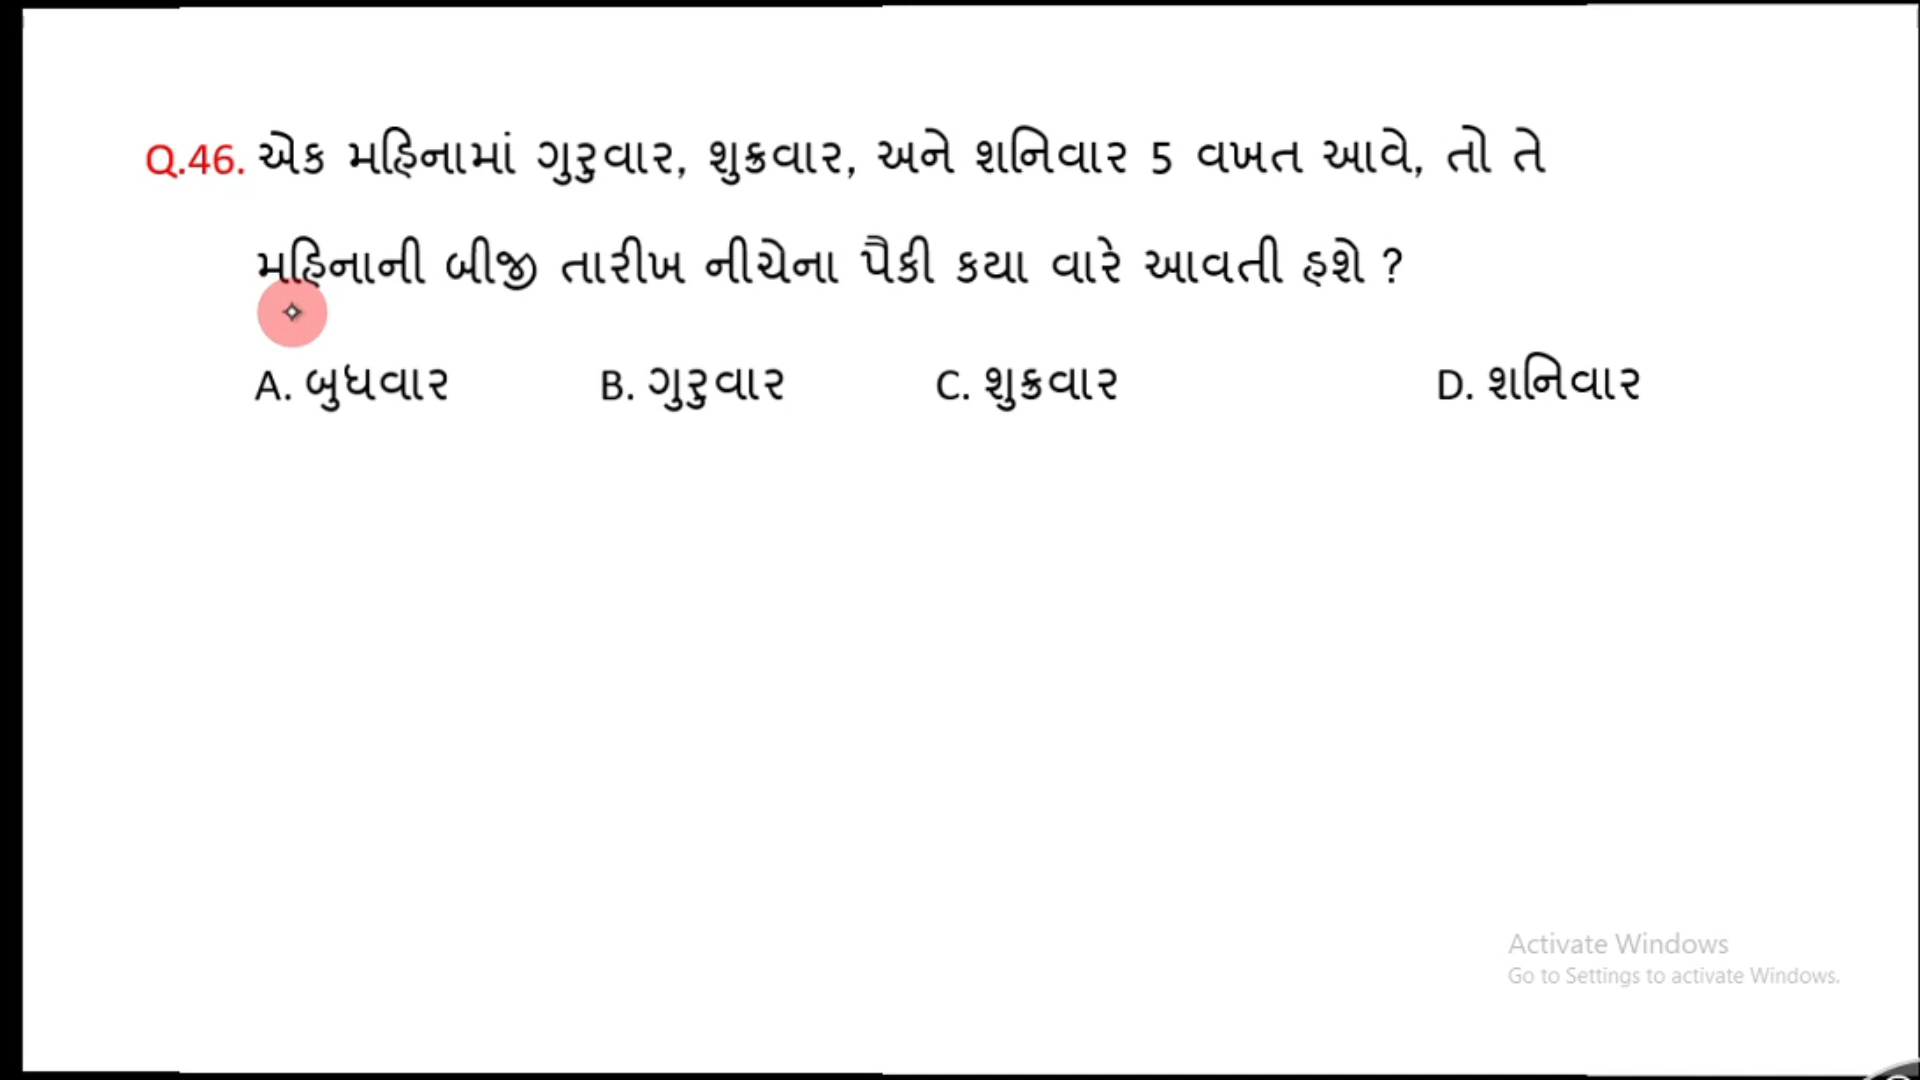 Q.46. એક મહિનામાં ગુરુવાર, શુક્રવાર, અને શનિવાર 5 વખત આવે, તો તે
મહિનાની બીજી તારીખ નીચેના પૈકી કયા વારે આવતી હશે ?
A. બુધવાર B. ગુરુવાર C. શુક્રવાર D. શનિવાર
Activate Windows
Go to Settings to activate Windows.